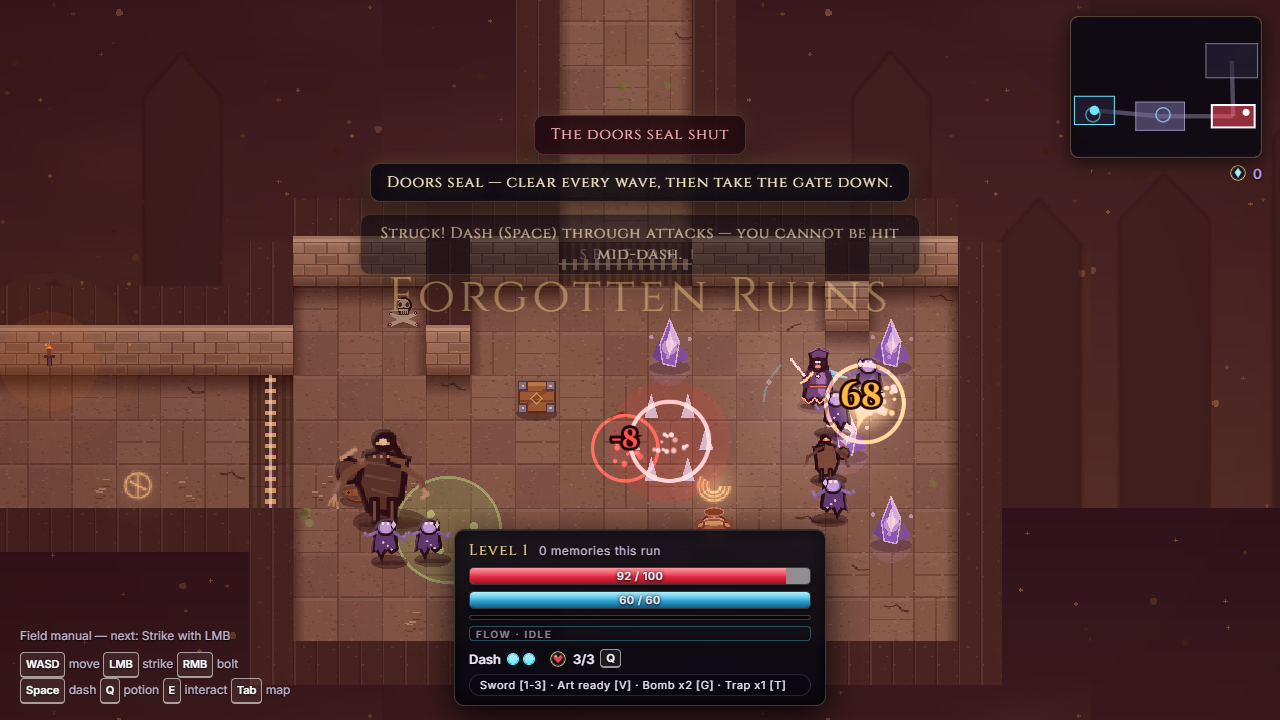 THE DOORS SEAL SHUT
DOORS SEAL — CLEAR EVERY WAVE, THEN TAKE THE GATE DOWN.
0
STRUCK! DASH (SPACE) THROUGH ATTACKS — YOU CANNOT BE HIT
MID-DASH.
FORGOTTEN RUINS
68
-8
LEVEL 1 0 memories this run
92 / 100
60 / 60
FLOW · IDLE
Dash 3/3 Q
Sword [1-3] · Art ready [V] · Bomb x2 [G] · Trap x1 [T]
Field manual — next: Strike with LMB
WASD move LMB strike RMB bolt
Space dash Q potion E interact Tab map